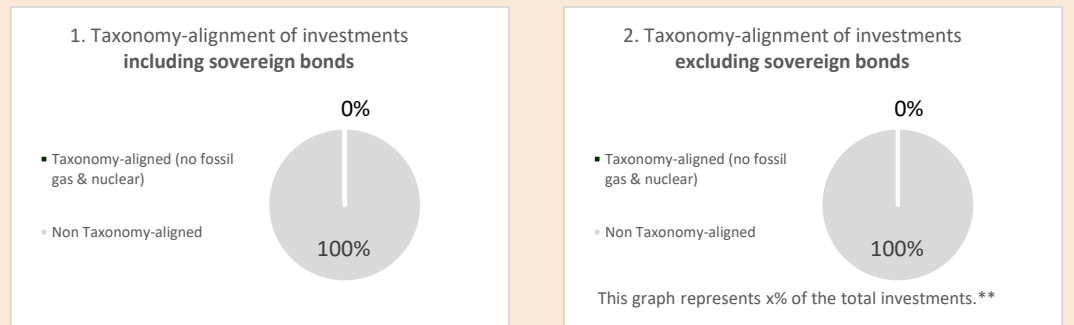 1. Taxonomy-alignment of investments
including sovereign bonds
0%
Taxonomy-aligned (no fossil
gas & nuclear)
Non Taxonomy-aligned
100%
2. Taxonomy-alignment of investments
excluding sovereign bonds
0%
Taxonomy-aligned (no fossil
gas & nuclear)
Non Taxonomy-aligned
100%
This graph represents x% of the total investments.**